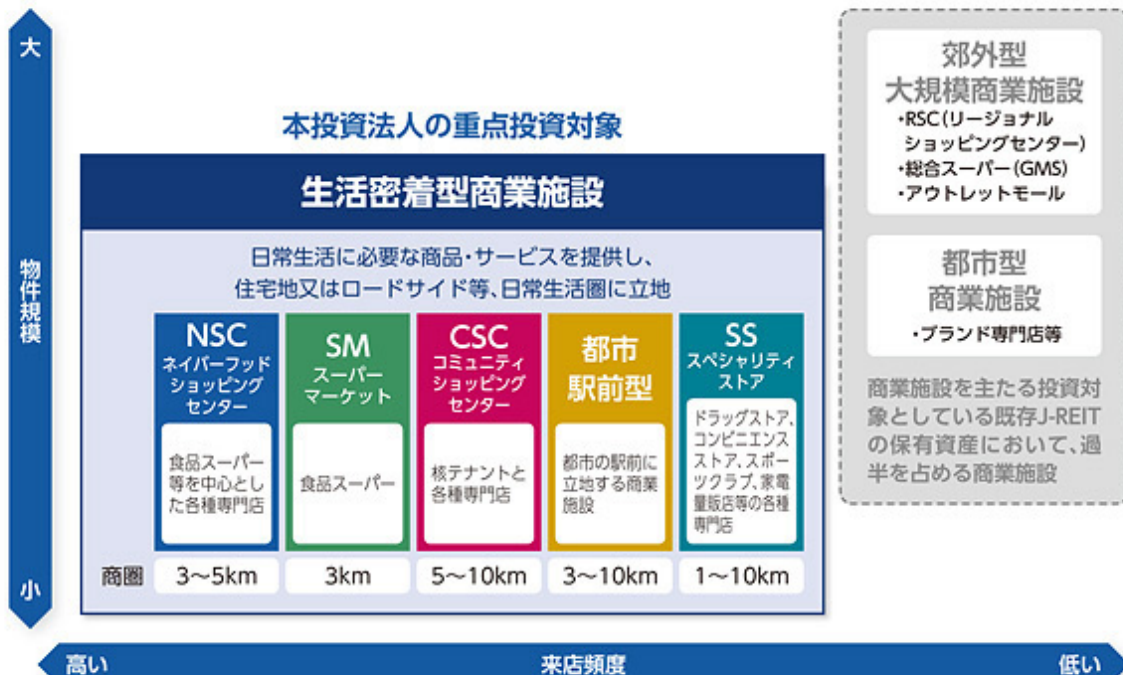 大
物件規模
小
本投資法人の重点投資対象
生活密着型商業施設
日常生活に必要な商品・サービスを提供し、
住宅地又はロードサイド等、日常生活圏に立地
NSC
ネイバーフッド
ショッピング
センター
食品スーパー
等を中心とし
た各種専門店
SM
スーパー
マーケット
食品スーパー
CSC
コミュニティ
ショッピング
センター
核テナントと
各種専門店
都市
駅前型
都市の駅前に
立地する商業
施設
SS
スペシャリティ
ストア
ドラッグストア、
コンビニエンス
ストア、スポー
ツクラブ、家電
量販店等の各種
専門店
商圏
3〜5km
3km
5〜10km
3〜10km
1〜10km
郊外型
大規模商業施設
・RSC(リージョナル
ショッピングセンター)
・総合スーパー(GMS)
・アウトレットモール
都市型
商業施設
・ブランド専門店等
商業施設を主たる投資対
象としている既存J-REIT
の保有資産において、過
半を占める商業施設
高い
来店頻度
低い